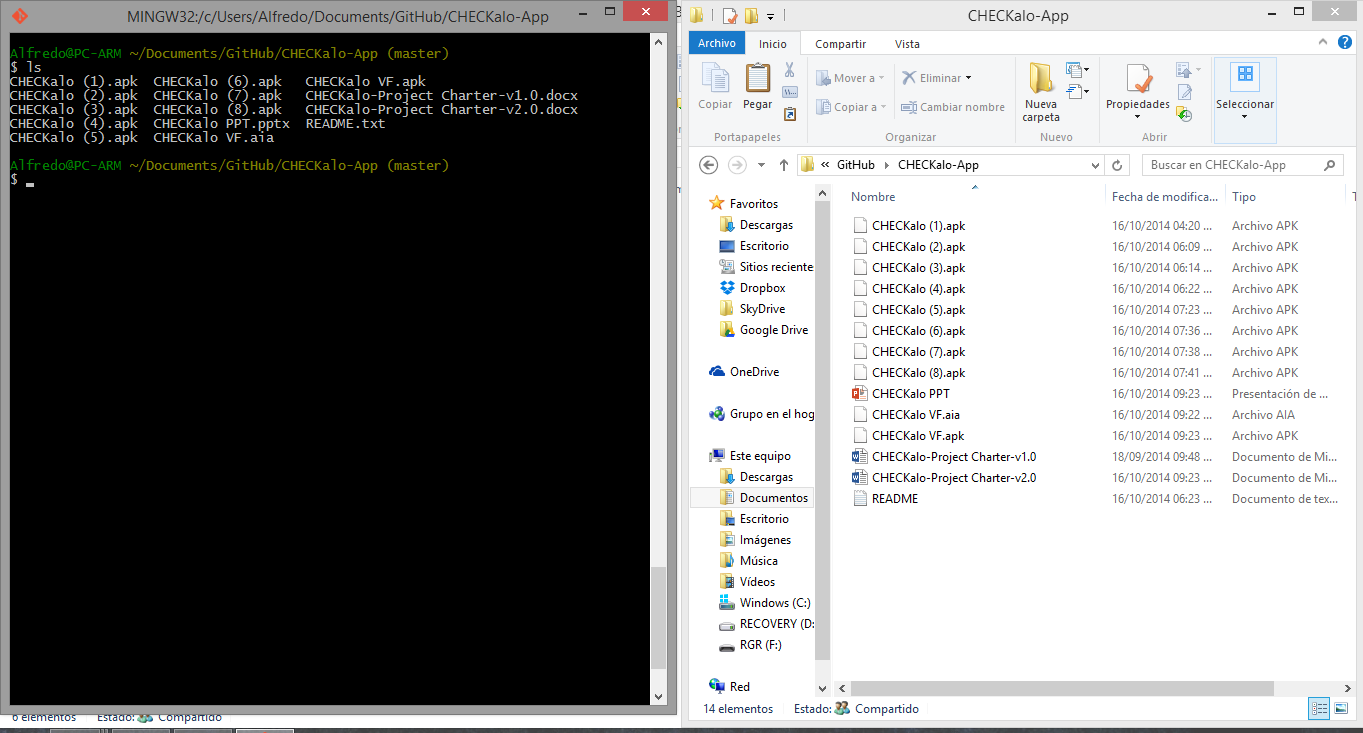 MINGW32:/c/Users/Alfredo/Documents/GitHub/CHECKalo-App
Alfredo@PC-ARM ~/Documents/GitHub/CHECKalo-App (master)
$ ls
CHECKalo (1).apk CHECKalo (6).apk CHECKalo VF.apk
CHECKalo (2).apk CHECKalo (7).apk CHECKalo-Project Charter-v1.0.docx
CHECKalo (3).apk CHECKalo (8).apk CHECKalo-Project Charter-v2.0.docx
CHECKalo (4).apk CHECKalo PPT.pptx README.txt
CHECKalo (5).apk CHECKalo VF.aia
Alfredo@PC-ARM ~/Documents/GitHub/CHECKalo-App (master)
$
6 elementos Estado: Compartido
CHECKalo-App
Archivo Inicio Compartir Vista
Copiar
Pegar
Portapapeles
Mover a
Copiar a
Eliminar
Cambiar nombre
Organizar
Nueva
carpeta
Nuevo
Propiedades
Abrir
Seleccionar
« GitHub CHECKalo-App
Buscar en CHECKalo-App
Favoritos
Descargas
Escritorio
Sitios reciente
Dropbox
SkyDrive
Google Drive
OneDrive
Grupo en el hog
Este equipo
Descargas
Documentos
Escritorio
Imágenes
Música
Vídeos
Windows (C:)
RECOVERY (D:
RGR (F:)
Red
Nombre Fecha de modifica... Tipo
CHECKalo (1).apk 16/10/2014 04:20 ... Archivo APK
CHECKalo (2).apk 16/10/2014 06:09 ... Archivo APK
CHECKalo (3).apk 16/10/2014 06:14 ... Archivo APK
CHECKalo (4).apk 16/10/2014 06:22 ... Archivo APK
CHECKalo (5).apk 16/10/2014 07:23 ... Archivo APK
CHECKalo (6).apk 16/10/2014 07:36 ... Archivo APK
CHECKalo (7).apk 16/10/2014 07:38 ... Archivo APK
CHECKalo (8).apk 16/10/2014 07:41 ... Archivo APK
CHECKalo PPT 16/10/2014 09:23 ... Presentación de ...
CHECKalo VF.aia 16/10/2014 09:22 ... Archivo AIA
CHECKalo VF.apk 16/10/2014 09:23 ... Archivo APK
CHECKalo-Project Charter-v1.0 18/09/2014 09:48 ... Documento de Mi...
CHECKalo-Project Charter-v2.0 16/10/2014 09:23 ... Documento de Mi...
README 16/10/2014 06:23 ... Documento de tex...
14 elementos Estado: Compartido